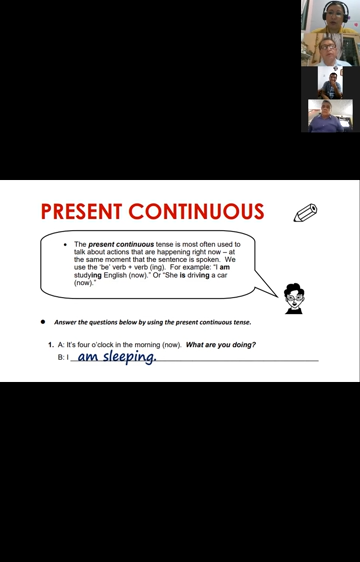 PRESENT CONTINUOUS
• The present continuous tense is most often used to
talk about actions that are happening right now – at
the same moment that the sentence is spoken. We
use the 'be' verb + verb (ing). For example: "I am
studying English (now)." Or "She is driving a car
(now)."
● Answer the questions below by using the present continuous tense.
1. A: It's four o'clock in the morning (now). What are you doing?
B: I am sleeping.